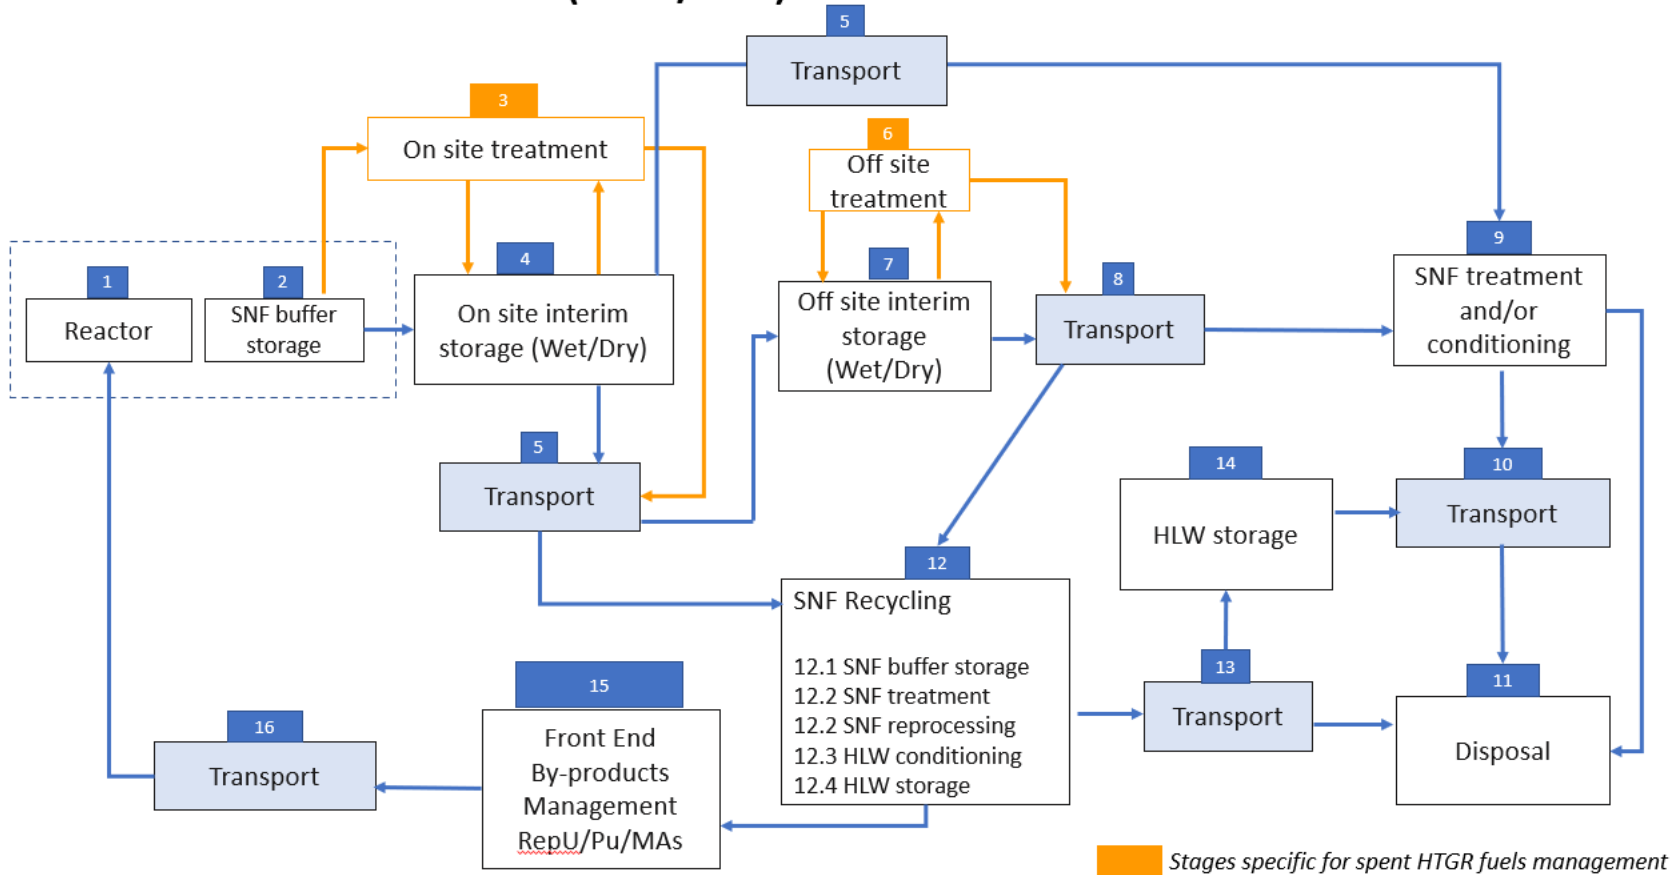 5
Transport
3
On site treatment
6
Off site
treatment
1
Reactor
2
SNF buffer
storage
4
On site interim
storage (Wet/Dry)
7
Off site interim
storage
(Wet/Dry)
8
Transport
9
SNF treatment
and/or
conditioning
5
Transport
14
HLW storage
10
Transport
12
SNF Recycling
12.1 SNF buffer storage
12.2 SNF treatment
12.2 SNF reprocessing
12.3 HLW conditioning
12.4 HLW storage
13
Transport
11
Disposal
15
Front End
By-products
Management
RepU/Pu/MAs
16
Transport
Stages specific for spent HTGR fuels management